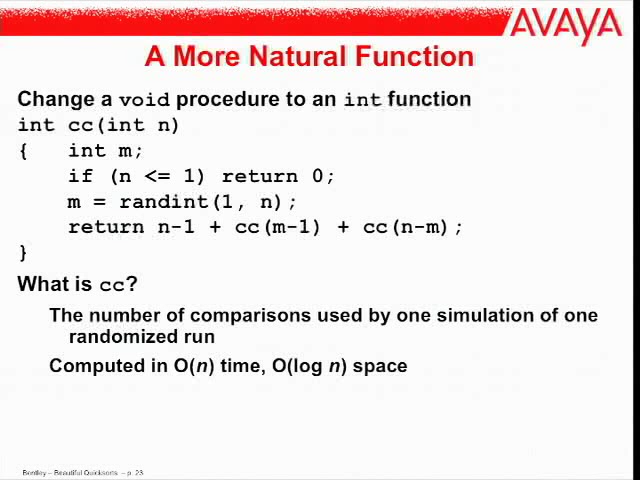 AVAYA
A More Natural Function
Change a void procedure to an int function
int cc(int n)
{   int m;
    if (n <= 1) return 0;
    m = randint(1, n);
    return n-1 + cc(m-1) + cc(n-m);
}
What is cc?
The number of comparisons used by one simulation of one
randomized run
Computed in O(n) time, O(log n) space
Bentley – Beautiful Quicksorts – p. 23